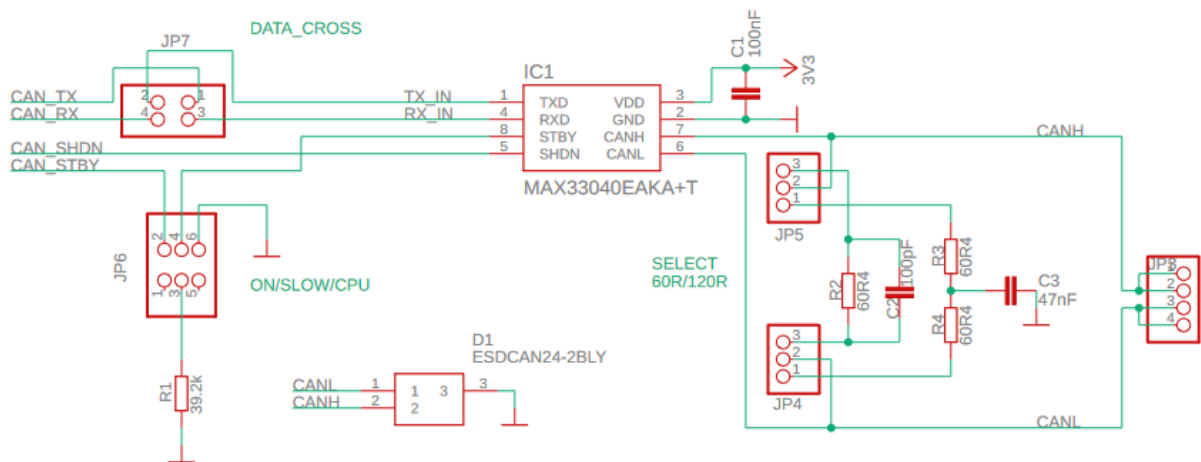 DATA_CROSS
JP7
CAN_TX
CAN_RX
2 1
4 3
TX_IN
RX_IN
CAN_SHDN
CAN_STBY
IC1
1 TXD VDD 3
4 RXD GND 2
8 STBY CANH 7
5 SHDN CANL 6
MAX33040EAKA+T
C1
100nF
3V3
CANH
JP6
2 4 6
1 3 5
ON/SLOW/CPU
R1
39.2k
D1
ESDCAN24-2BLY
CANL 1 1 3 3
CANH 2 2
SELECT
60R/120R
3
2
1
JP5
R2
60R4
C2
100pF
R3
60R4
R4
60R4
C3
47nF
3
2
1
JP4
CANL
JP3
1
2
3
4